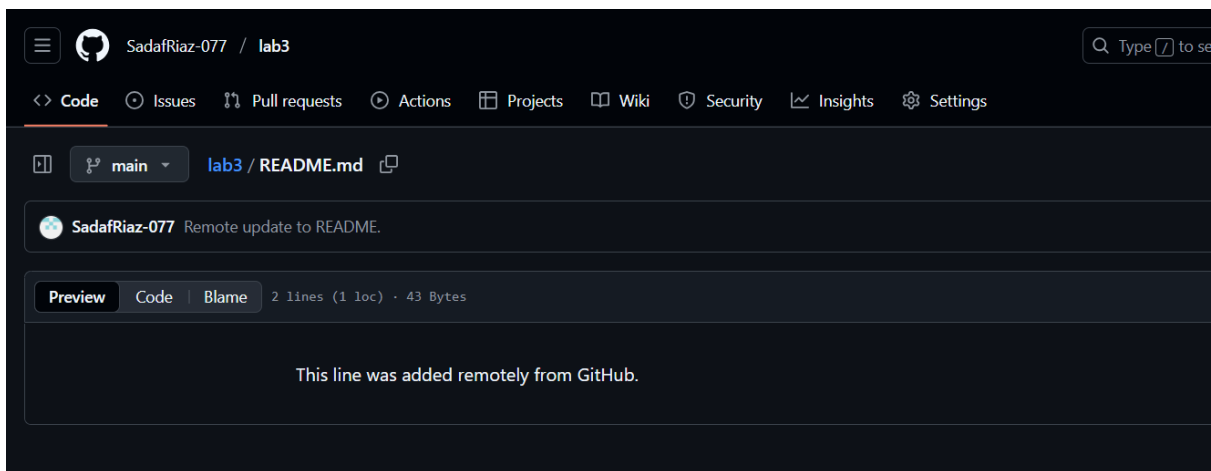 SadafRiaz-077 / lab3
Type / to se
<> Code Issues Pull requests Actions Projects Wiki Security Insights Settings
main lab3 / README.md
SadafRiaz-077 Remote update to README.
Preview Code Blame 2 lines (1 loc) · 43 Bytes
This line was added remotely from GitHub.